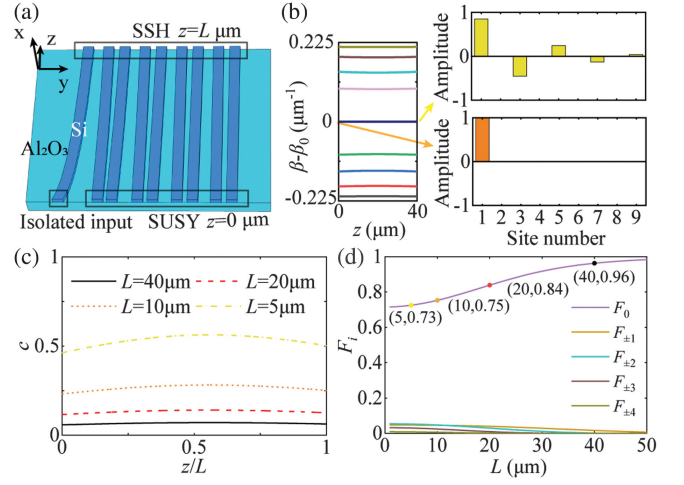 (a)
x
z
y
SSH z=L μm
Si
Al₂O₃
Isolated input
SUSY z=0 μm
(b)
0.225
0
-0.225
β-β₀ (μm⁻¹)
0
40
z (μm)
1
0
-1
Amplitude
1
0
-1
Amplitude
1 2 3 4 5 6 7 8 9
Site number
(c)
1
0.5
0
c
L=40μm
L=20μm
L=10μm
L=5μm
0
0.5
1
z/L
(d)
1
0.8
0.6
0.4
0.2
0
Fᵢ
(5,0.73)
(10,0.75)
(20,0.84)
(40,0.96)
F₀
F±₁
F±₂
F±₃
F±₄
0 10 20 30 40 50
L (μm)